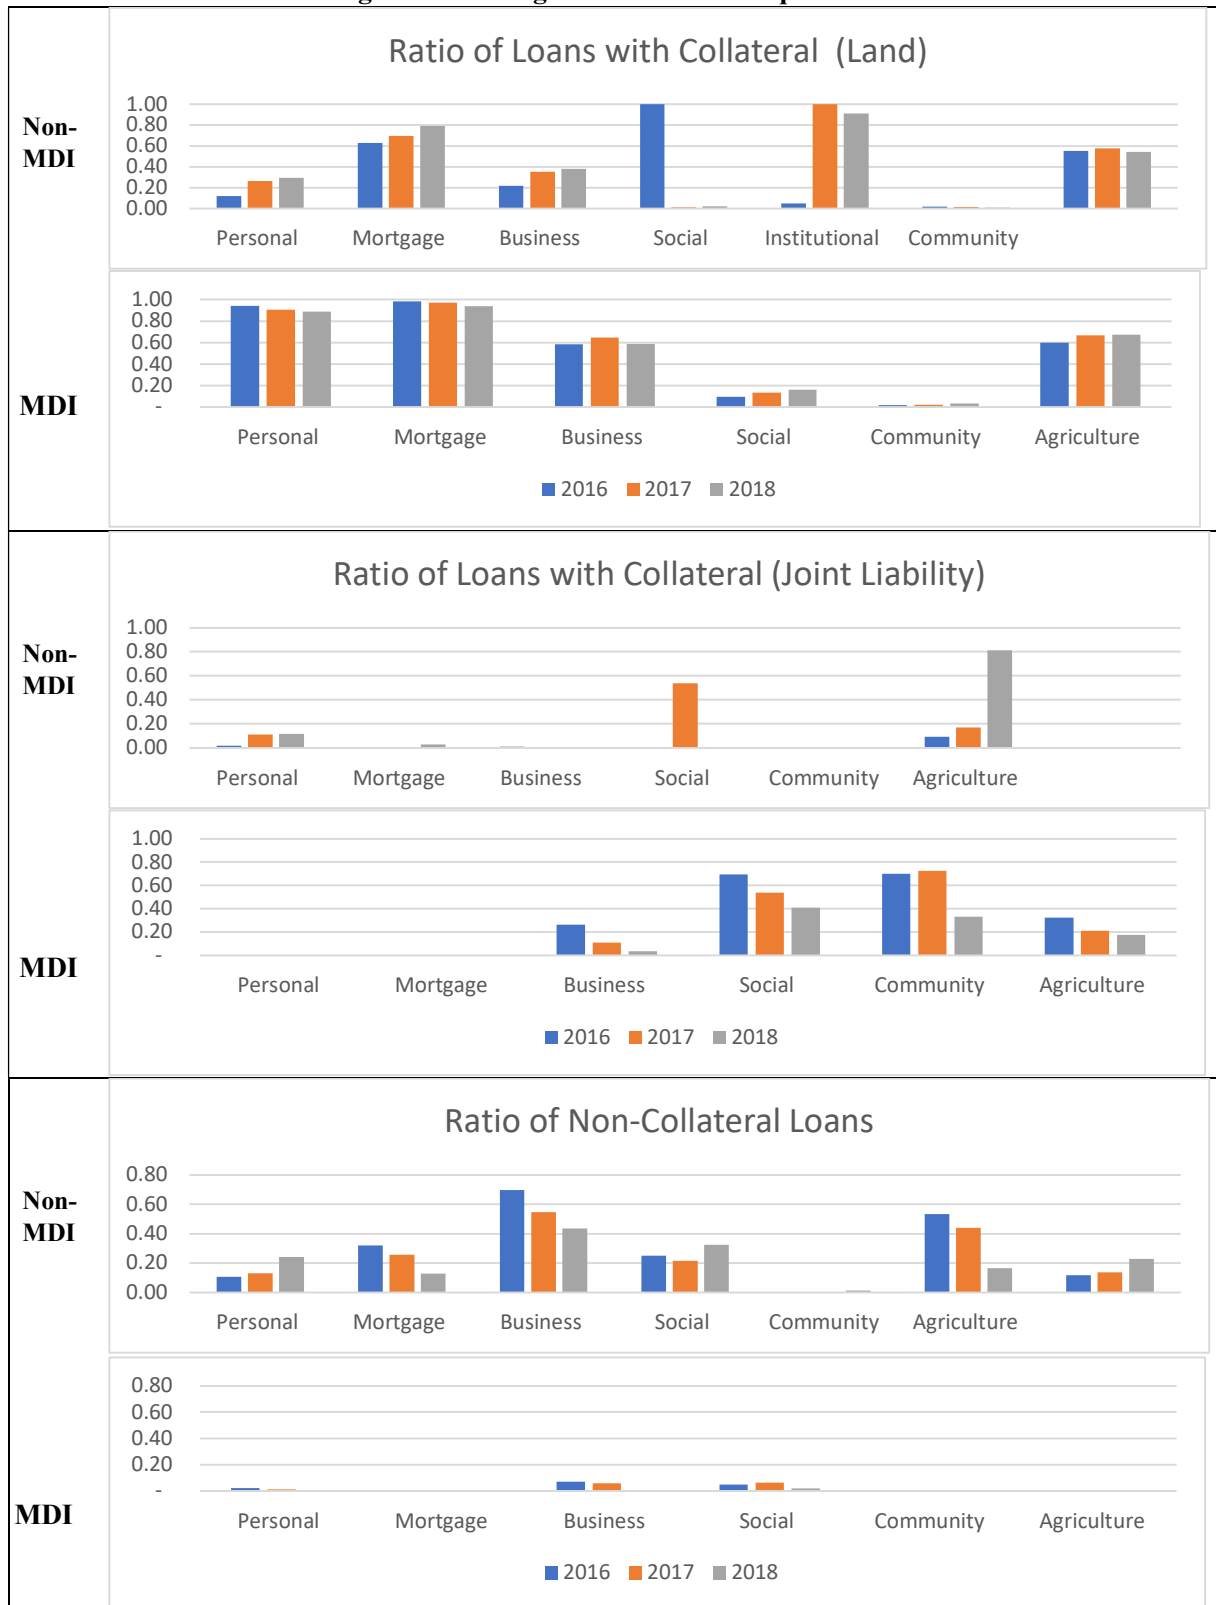 Ratio of Loans with Collateral (Land)
Non-
MDI
1.00
0.80
0.60
0.40
0.20
0.00
Personal Mortgage Business Social Institutional Community
MDI
1.00
0.80
0.60
0.40
0.20
-
Personal Mortgage Business Social Community Agriculture
2016 2017 2018
Ratio of Loans with Collateral (Joint Liability)
Non-
MDI
1.00
0.80
0.60
0.40
0.20
0.00
Personal Mortgage Business Social Community Agriculture
MDI
1.00
0.80
0.60
0.40
0.20
-
Personal Mortgage Business Social Community Agriculture
2016 2017 2018
Ratio of Non-Collateral Loans
Non-
MDI
0.80
0.60
0.40
0.20
0.00
Personal Mortgage Business Social Community Agriculture
MDI
0.80
0.60
0.40
0.20
-
Personal Mortgage Business Social Community Agriculture
2016 2017 2018